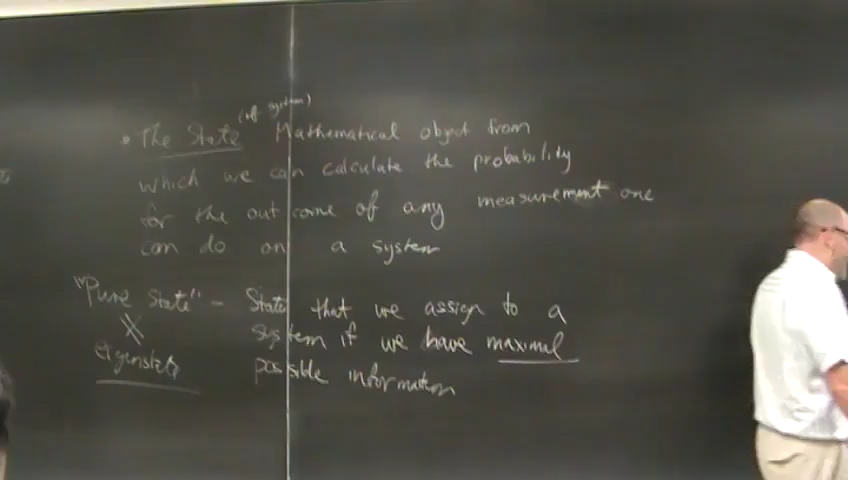 (of system)
• The State Mathematical object from
which we can calculate the probability
for the outcome of any measurement one
can do on a system
"Pure State" – State that we assign to a
system if we have maximal
eigenstate possible information